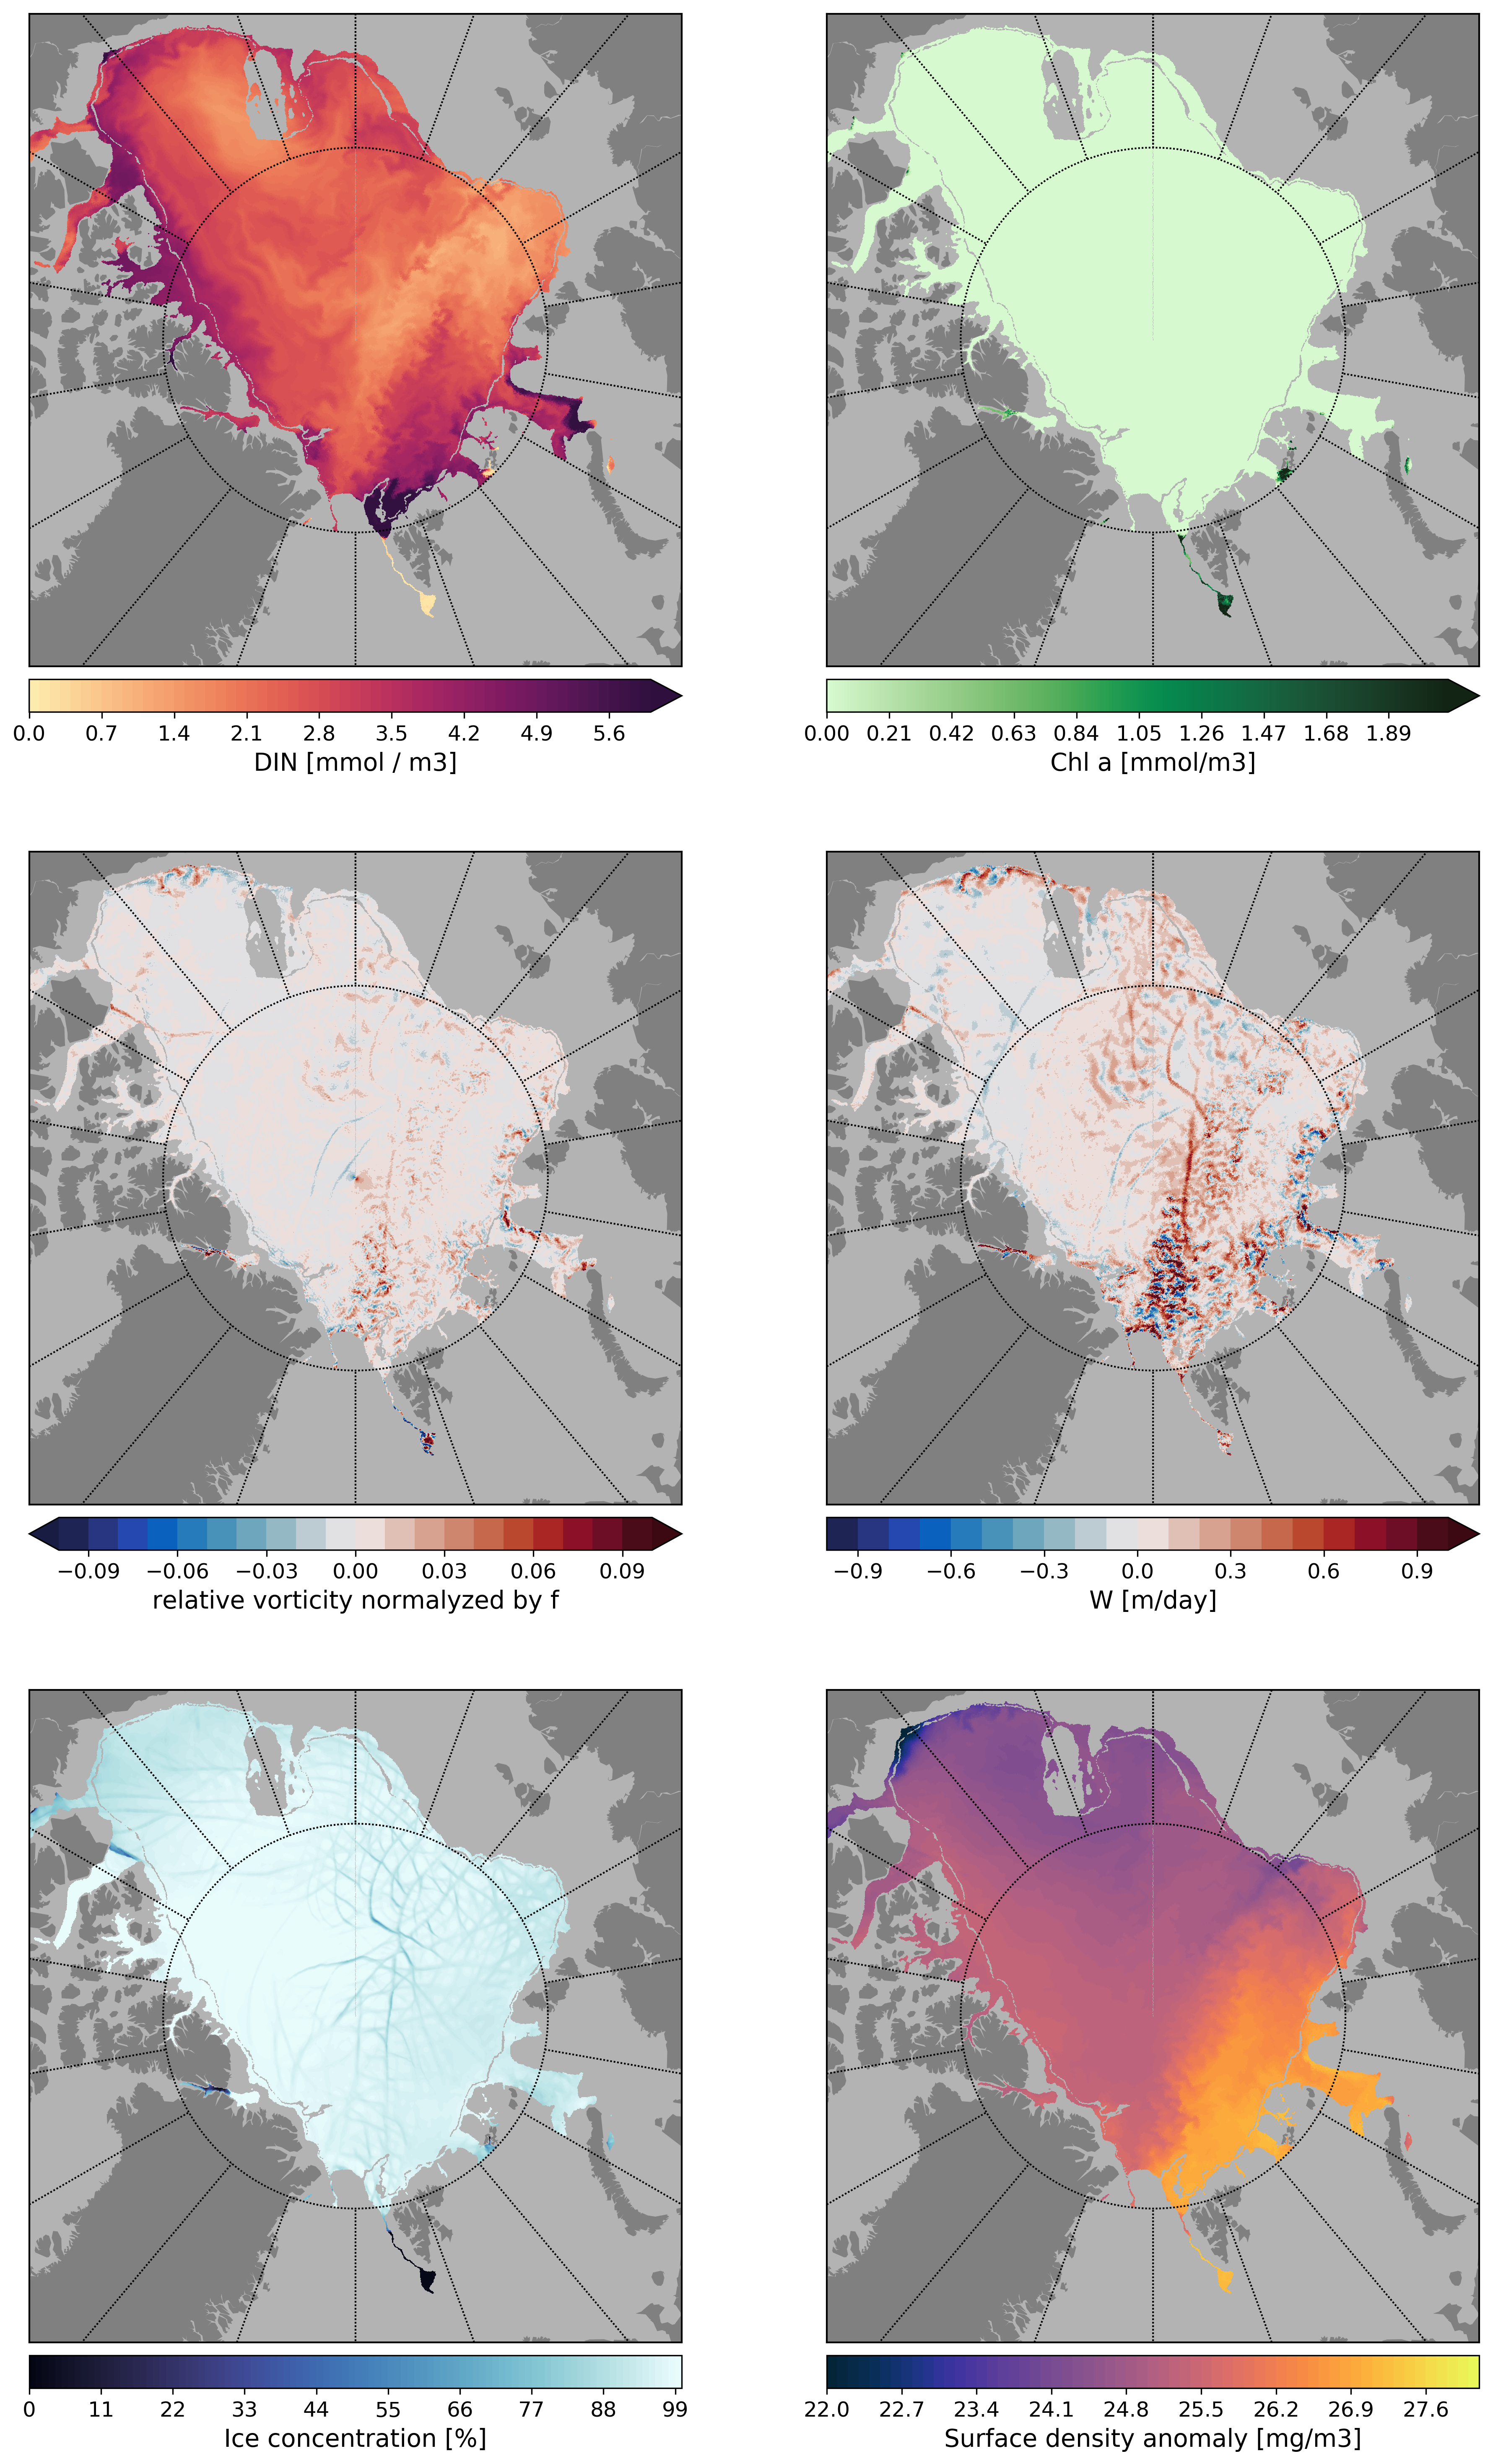 0.0 0.7 1.4 2.1 2.8 3.5 4.2 4.9 5.6
DIN [mmol / m3]
0.00 0.21 0.42 0.63 0.84 1.05 1.26 1.47 1.68 1.89
Chl a [mmol/m3]
−0.09 −0.06 −0.03 0.00 0.03 0.06 0.09
relative vorticity normalyzed by f
−0.9 −0.6 −0.3 0.0 0.3 0.6 0.9
W [m/day]
0 11 22 33 44 55 66 77 88 99
Ice concentration [%]
22.0 22.7 23.4 24.1 24.8 25.5 26.2 26.9 27.6
Surface density anomaly [mg/m3]